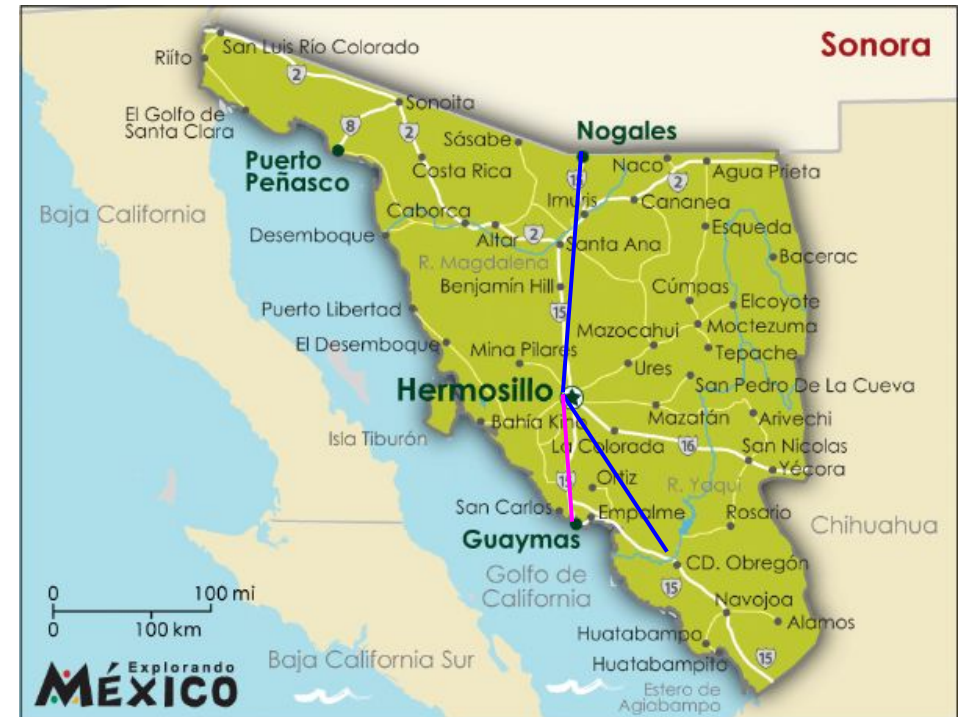 Sonora
San Luis Río Colorado
Riíto
2
Sonoita
El Golfo de
Santa Clara
8
2
Sásabe
Nogales
Puerto
Peñasco
Costa Rica
15
Naco
2
Agua Prieta
Imuris
Cananea
Baja California
Caborca
Desemboque
Altar
2
Santa Ana
Esqueda
R. Magdalena
Bacerac
Benjamín Hill
Cúmpas
Elcoyote
Puerto Libertad
15
Mazocahui
Moctezuma
El Desemboque
Mina Pilares
Tepache
Ures
San Pedro De La Cueva
Hermosillo
Mazatán
Arivechi
Bahía Kino
Isla Tiburón
La Colorada
16
San Nicolas
Yécora
15
Ortiz
R. Yaqui
San Carlos
Empalme
Rosario
Chihuahua
Guaymas
CD. Obregón
Golfo de
California
15
0
100 mi
0
100 km
Navojoa
Alamos
Huatabampo
Huatabampito
15
Baja California Sur
Estero de
Agiabampo
Explorando
MÉXICO